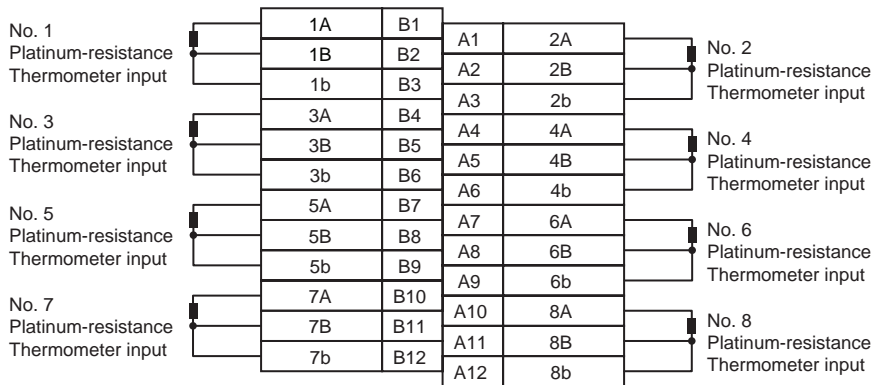 No. 1
Platinum-resistance
Thermometer input
No. 3
Platinum-resistance
Thermometer input
No. 5
Platinum-resistance
Thermometer input
No. 7
Platinum-resistance
Thermometer input
1A B1
1B B2
1b B3
3A B4
3B B5
3b B6
5A B7
5B B8
5b B9
7A B10
7B B11
7b B12
A1 2A
A2 2B
A3 2b
A4 4A
A5 4B
A6 4b
A7 6A
A8 6B
A9 6b
A10 8A
A11 8B
A12 8b
No. 2
Platinum-resistance
Thermometer input
No. 4
Platinum-resistance
Thermometer input
No. 6
Platinum-resistance
Thermometer input
No. 8
Platinum-resistance
Thermometer input